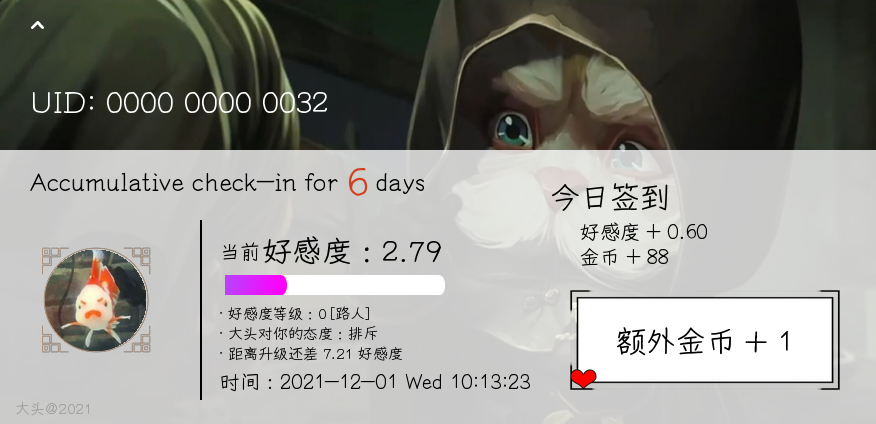 UID: 0000 0000 0032
Accumulative check-in for 6 days
今日签到
好感度 + 0.60
金币 + 88
当前好感度：2.79
· 好感度等级：0 [路人]
· 大头对你的态度：排斥
· 距离升级还差 7.21 好感度
时间：2021-12-01 Wed 10:13:23
额外金币 + 1
大头@2021